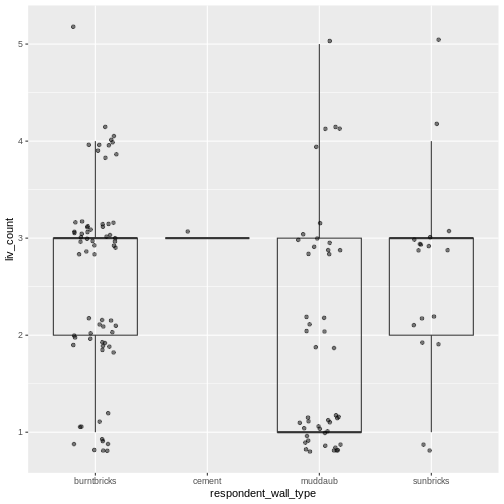 5
4
3
2
1
liv_count
burntbricks cement muddaub sunbricks
respondent_wall_type